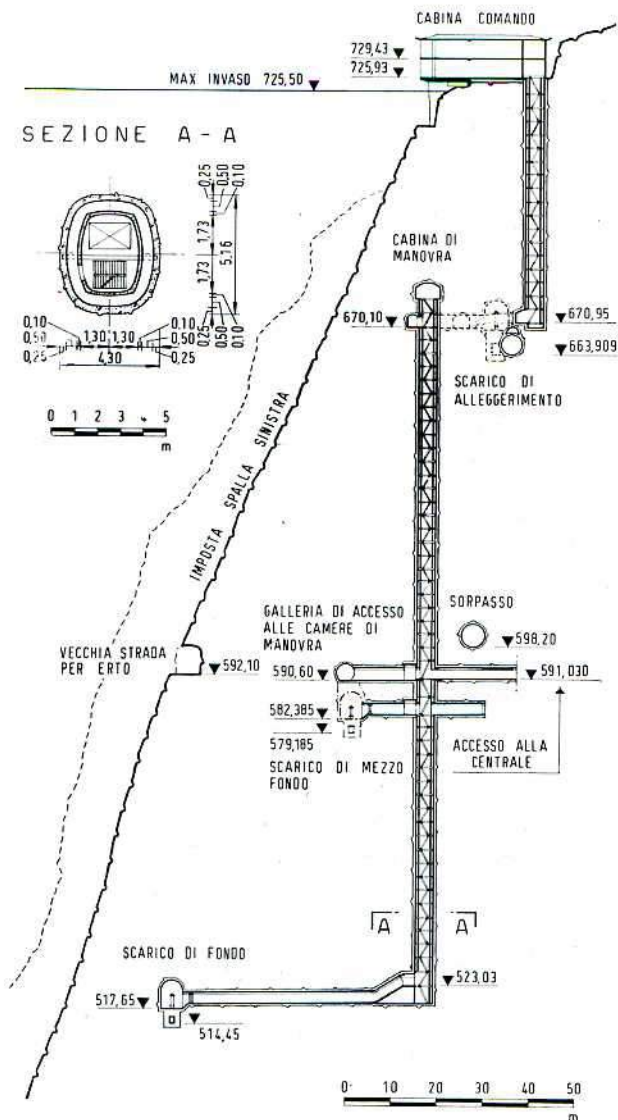 CABINA COMANDO
729,43
725,93
MAX INVASO 725,50
SEZIONE A - A
0,25
0,50
0,10
1,73
5,16
1,73
0,25
0,50
0,10
0,10
0,50
0,25
1,30
1,30
0,10
0,50
0,25
4,30
0 1 2 3 4 5
m
CABINA DI
MANOVRA
670,10
670,95
663,909
SCARICO DI
ALLEGGERIMENTO
IMPOSTA SPALLA SINISTRA
GALLERIA DI ACCESSO
ALLE CAMERE DI
MANOVRA
SORPASSO
598,20
VECCHIA STRADA
PER ERTO
592,10
590,60
591,030
582,385
579,185
SCARICO DI MEZZO
FONDO
ACCESSO ALLA
CENTRALE
A A
SCARICO DI FONDO
523,03
517,65
514,45
0 10 20 30 40 50
m